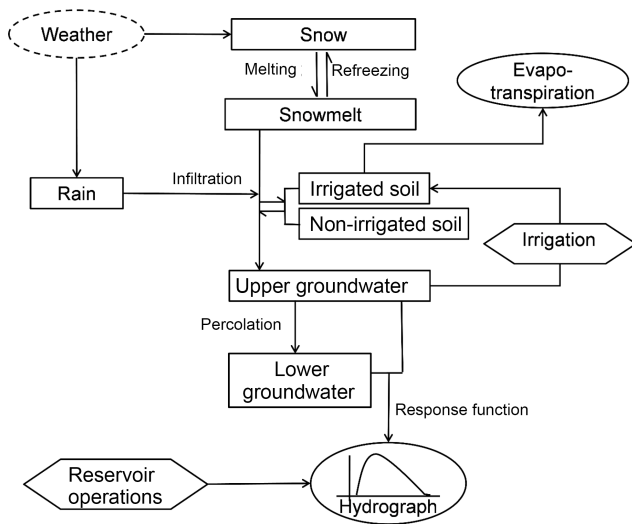 Weather
Snow
Melting
Refreezing
Evapo-
transpiration
Snowmelt
Rain
Infiltration
Irrigated soil
Non-irrigated soil
Irrigation
Upper groundwater
Percolation
Lower
groundwater
Response function
Reservoir
operations
Hydrograph